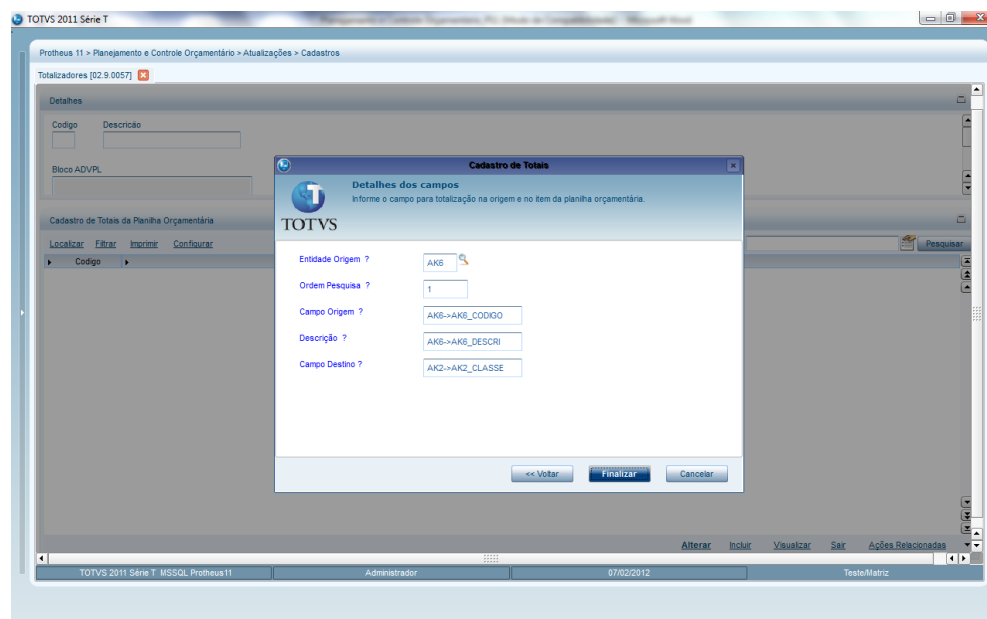 TOTVS 2011 Série T
Protheus 11 > Planejamento e Controle Orçamentário > Atualizações > Cadastros
Totalizadores [02.9.0057]
Detalhes
Codigo Descricão
Bloco ADVPL
Cadastro de Totais
Detalhes dos campos
Informe o campo para totalização na origem e no item da planilha orçamentária.
TOTVS
Cadastro de Totais da Planilha Orçamentária
Localizar Filtrar Imprimir Configurar
Pesquisar
Codigo
Entidade Origem ? AK6
Ordem Pesquisa ? 1
Campo Origem ? AK6->AK6_CODIGO
Descrição ? AK6->AK6_DESCRI
Campo Destino ? AK2->AK2_CLASSE
<< Voltar Finalizar Cancelar
Alterar Incluir Visualizar Sair Ações Relacionadas
TOTVS 2011 Série T MSSQL Protheus11 Administrador 07/02/2012 Teste/Matriz